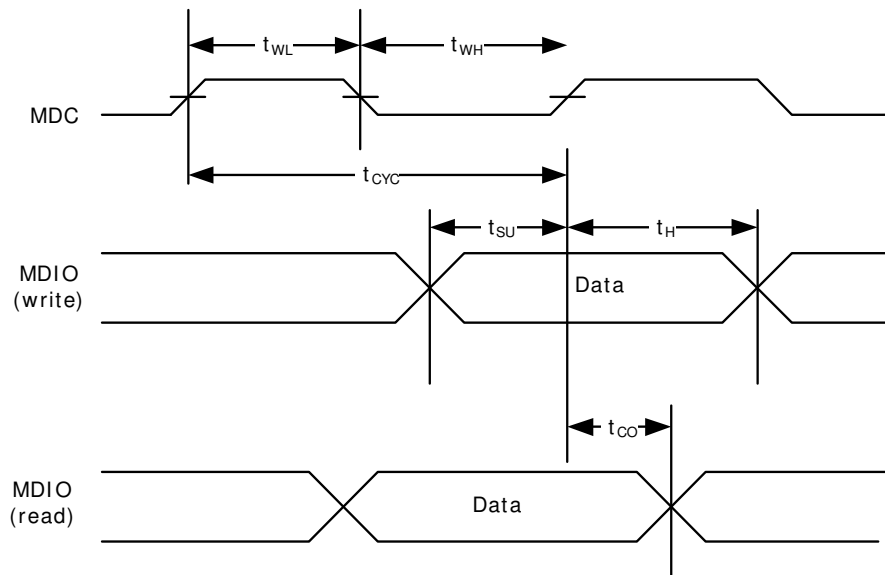 tWL
tWH
MDC
tCYC
tSU
tH
MDIO
(write)
Data
tCO
MDIO
(read)
Data